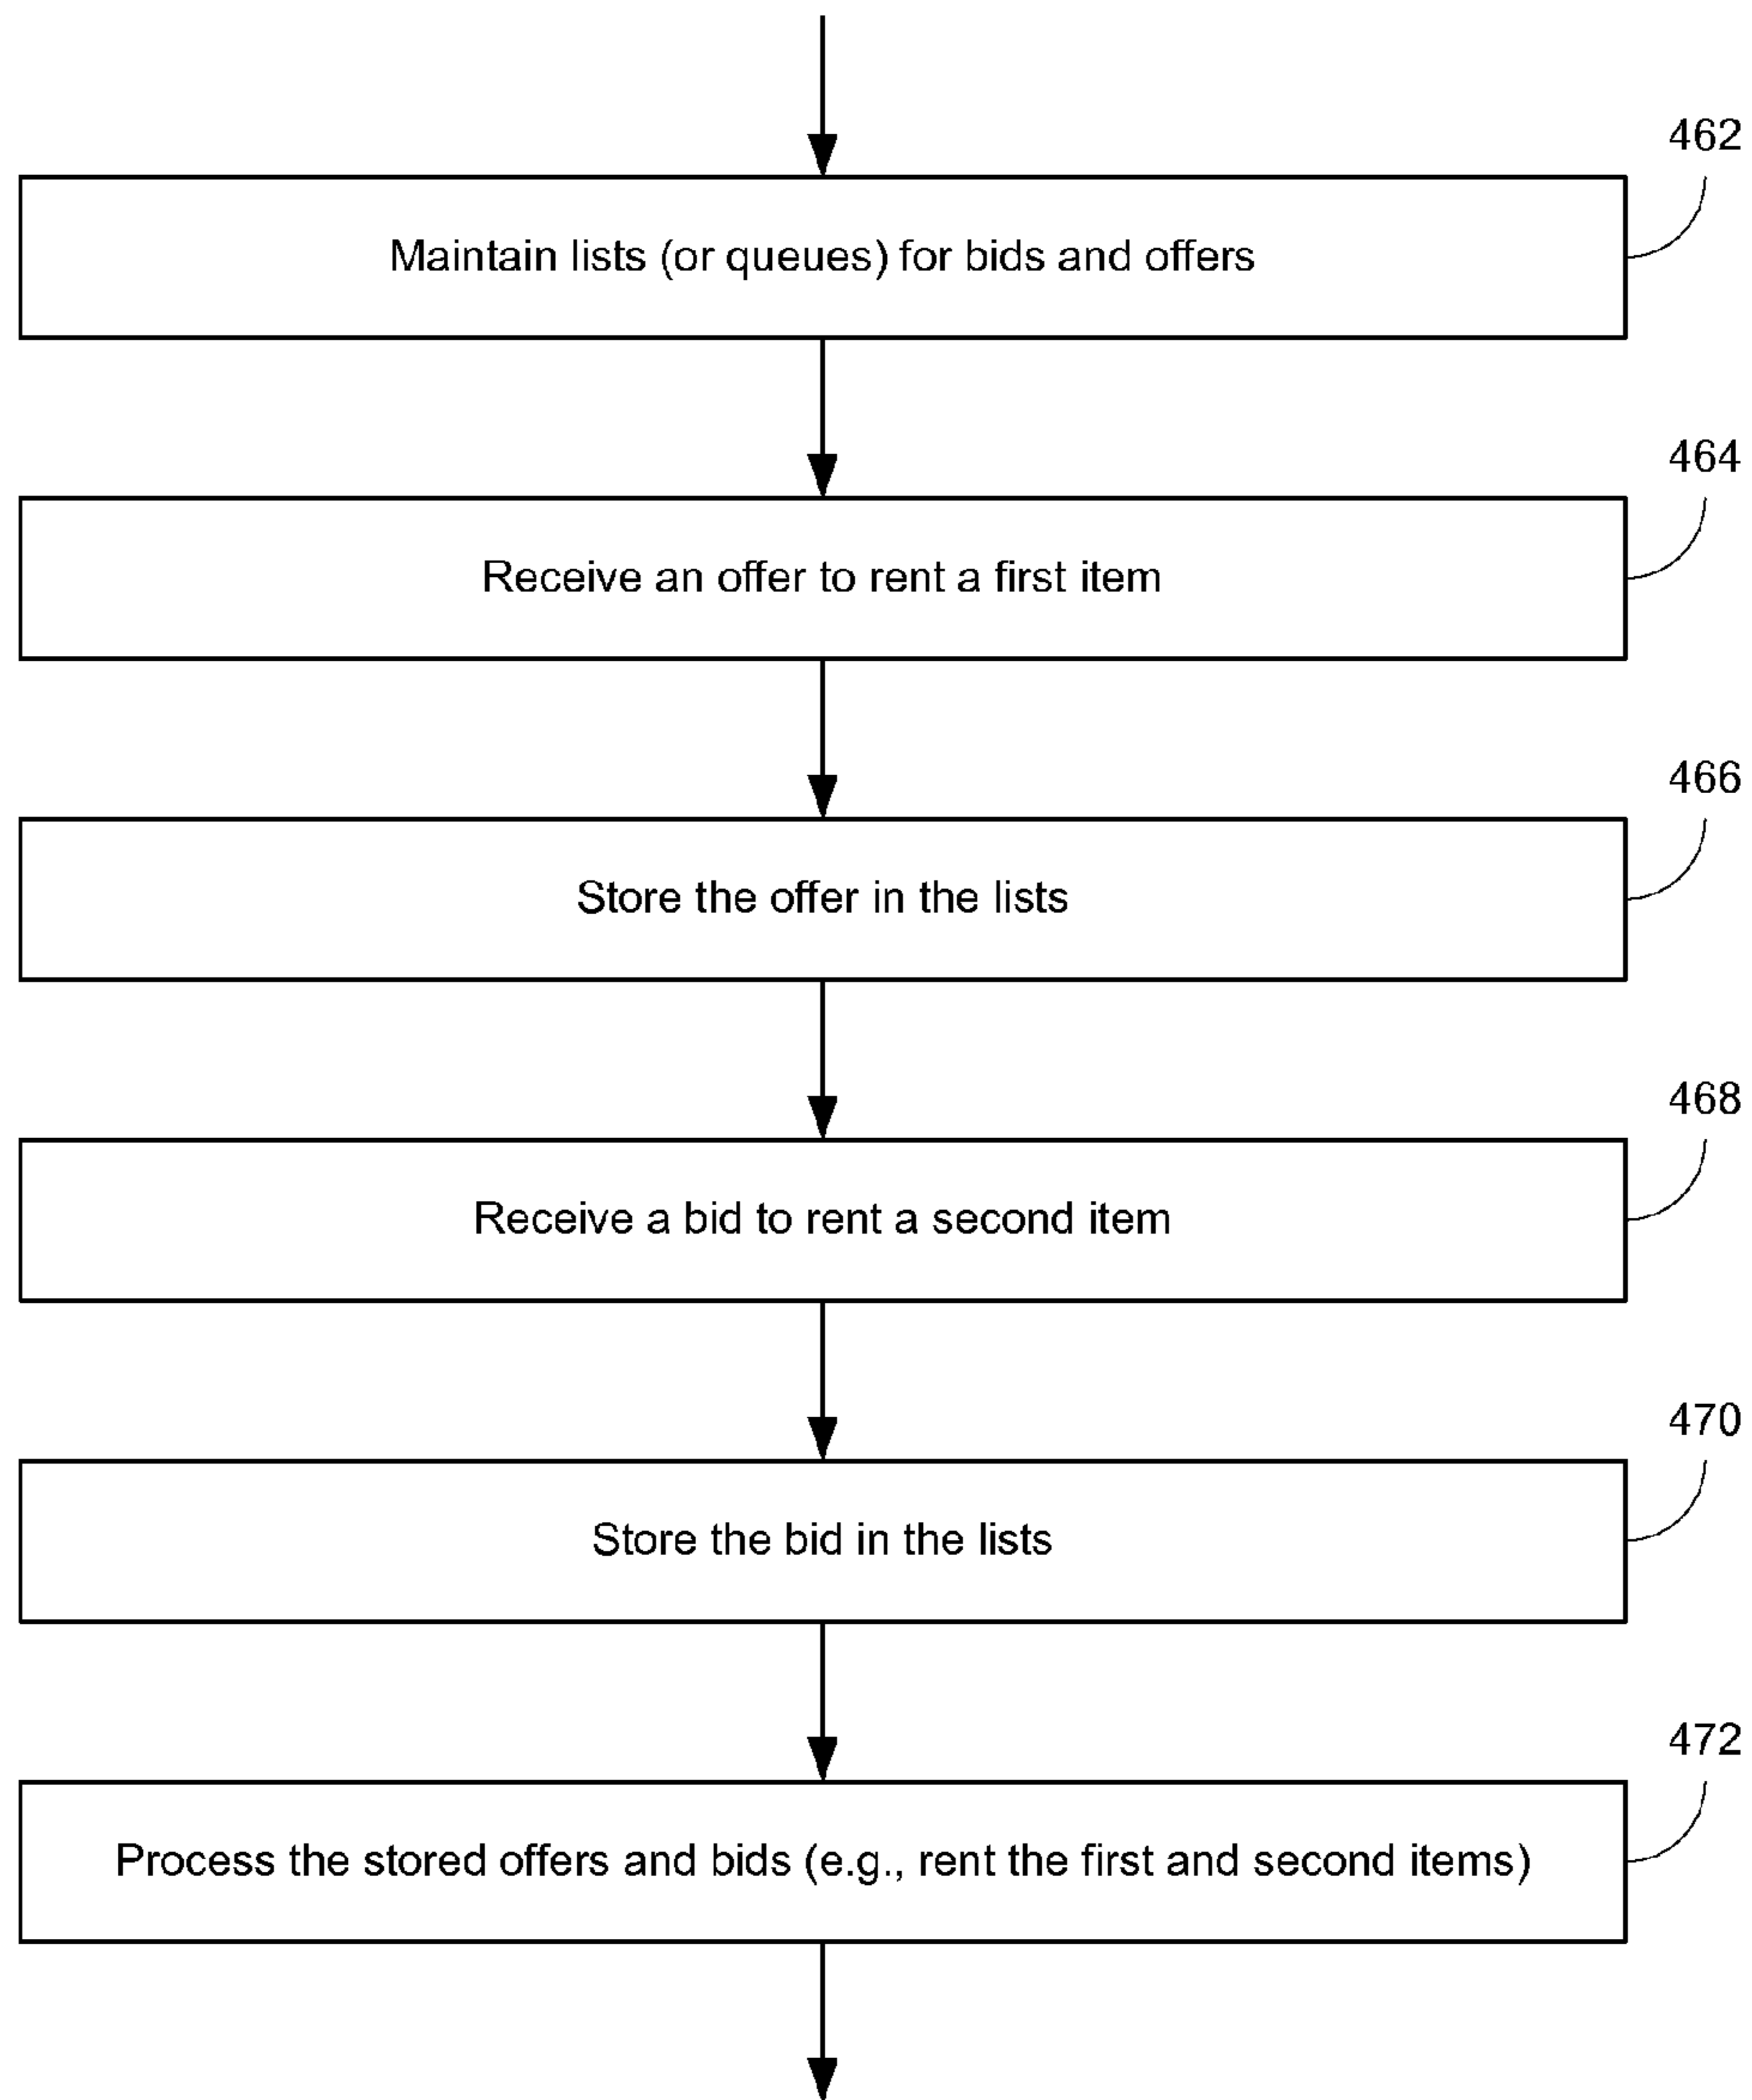 462
Maintain lists (or queues) for bids and offers
464
Receive an offer to rent a first item
466
Store the offer in the lists
468
Receive a bid to rent a second item
470
Store the bid in the lists
472
Process the stored offers and bids (e.g., rent the first and second items)